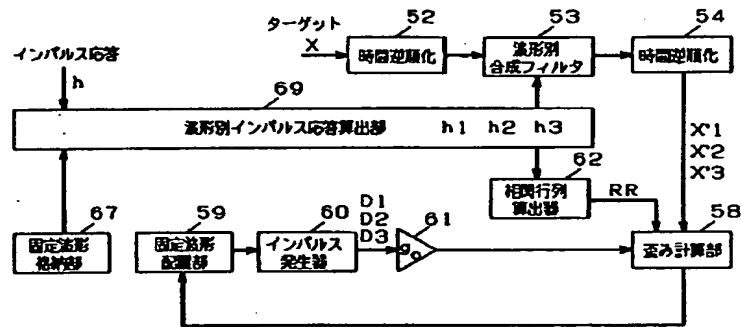 ターゲット
X
52
時間逆順化
53
波形別
合成フィルタ
54
時間逆順化
インパルス応答
h
69
波形別インパルス応答算出部 h1 h2 h3
X'1
X'2
X'3
62
相関行列
算出器
RR
67
固定波形
格納部
59
固定波形
配置部
60
インパルス
発生器
D1
D2
D3
61
go
58
歪み計算部